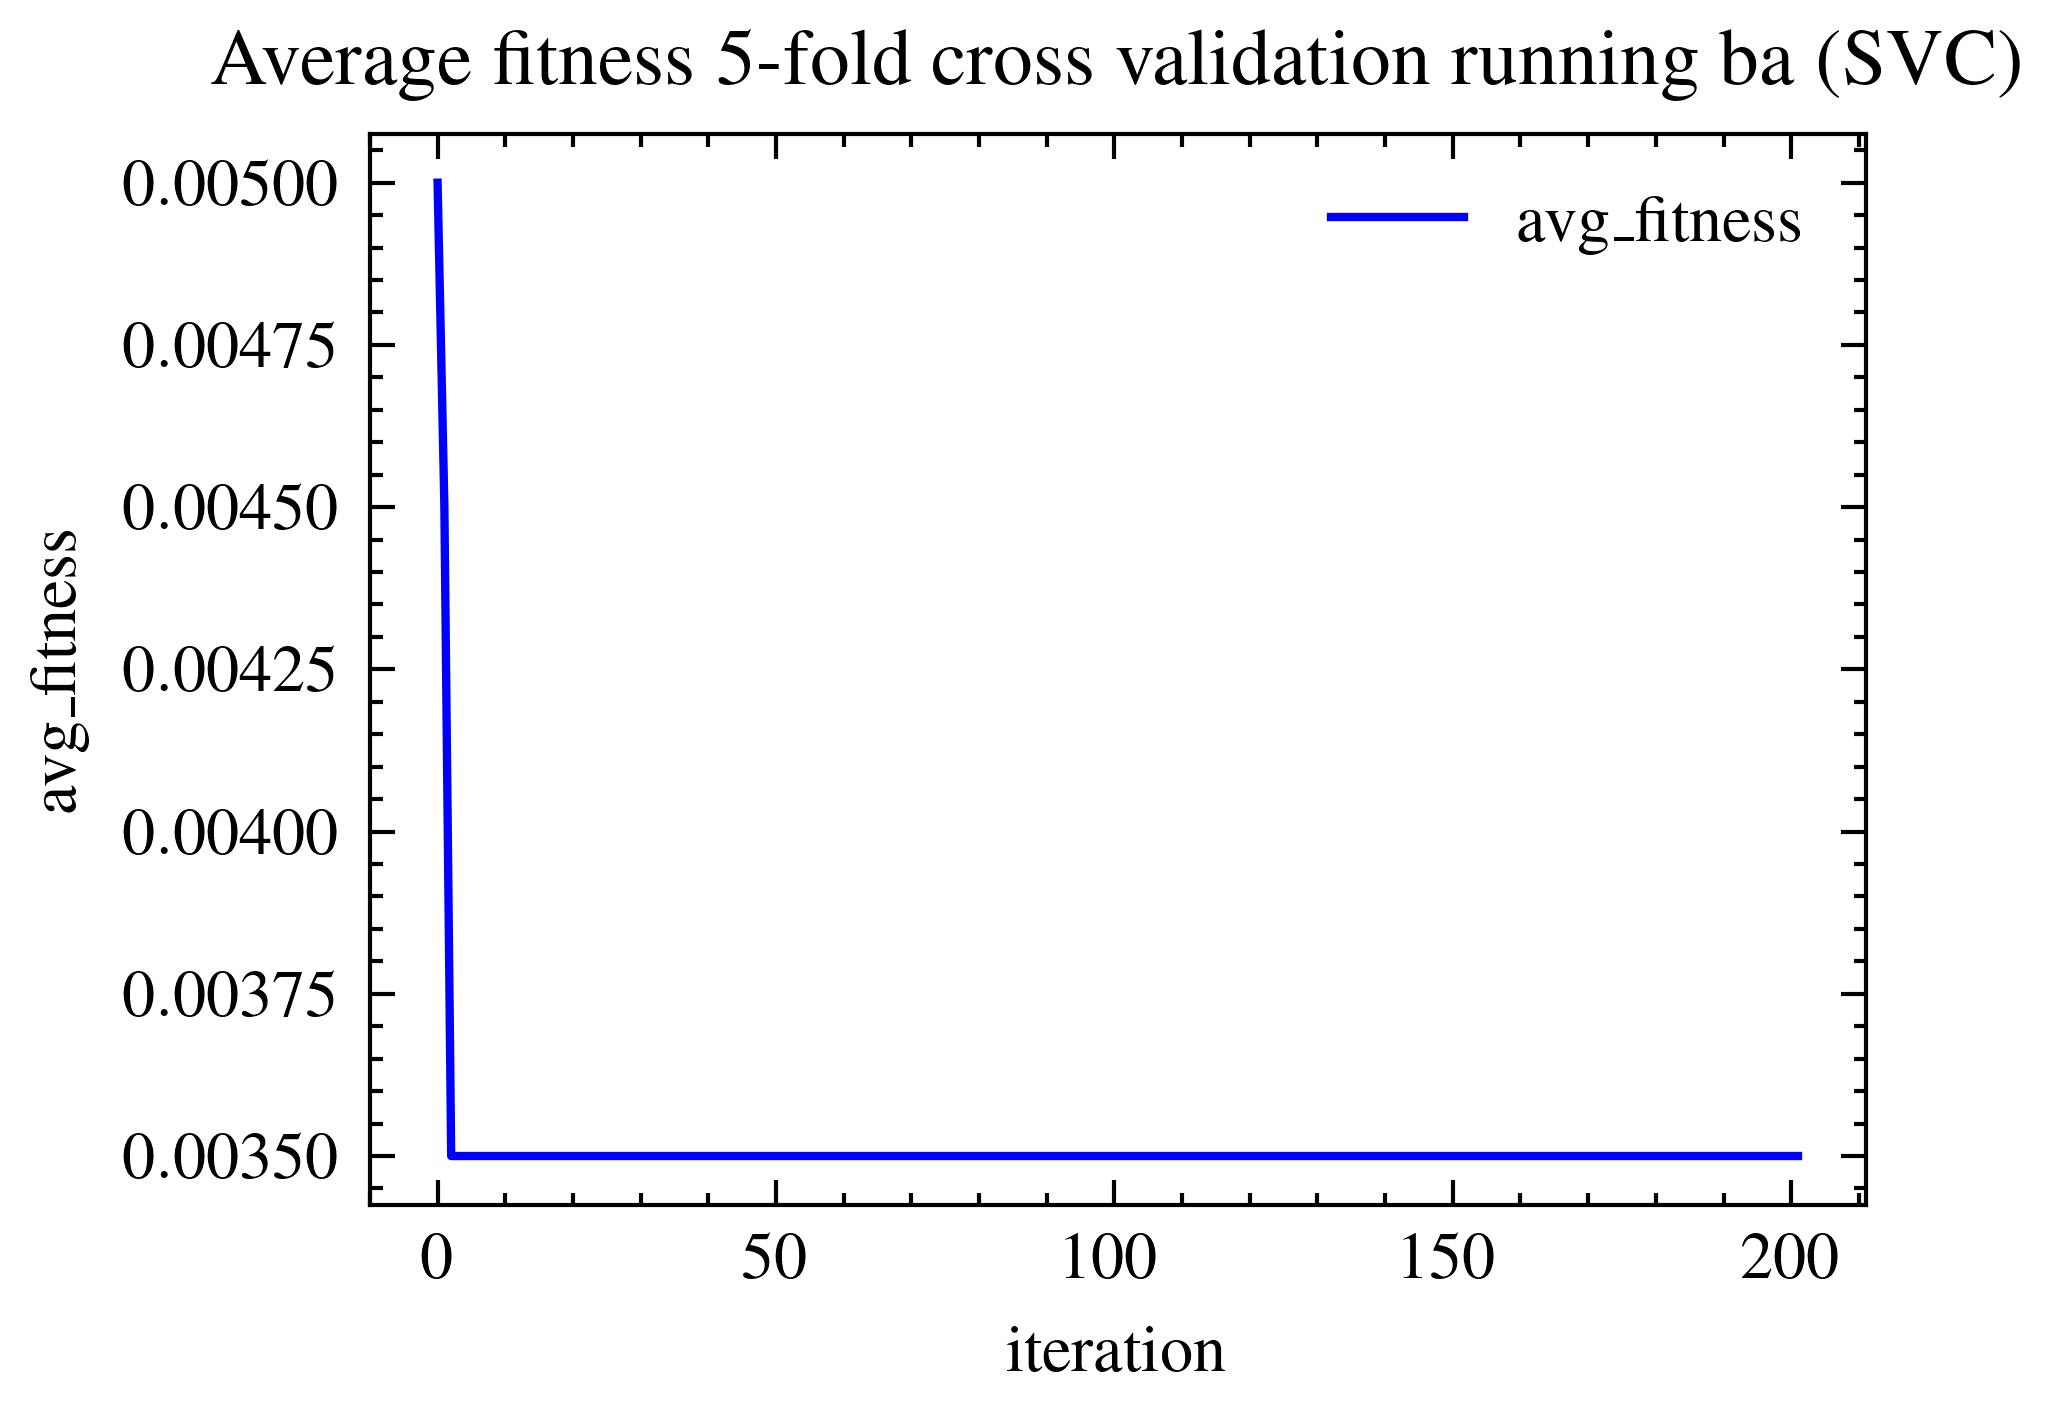 Average fitness 5-fold cross validation running ba (SVC)
avg_fitness
0.00500
0.00475
0.00450
0.00425
0.00400
0.00375
0.00350
avg_fitness
0 50 100 150 200
iteration